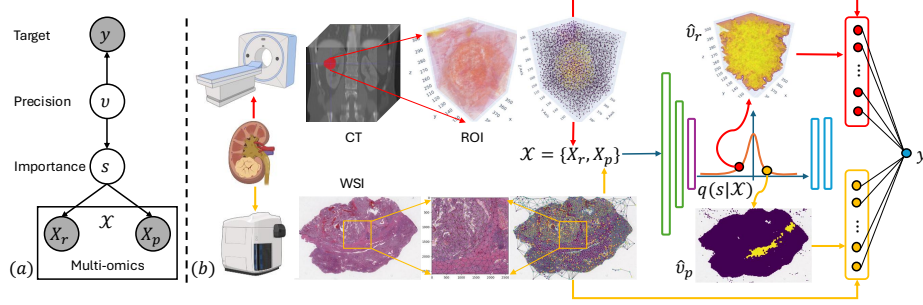 Target
y
Precision
υ
Importance
s
𝒳
X_r
X_p
(a)
Multi-omics
(b)
CT
ROI
WSI
𝒳 = {X_r, X_p}
q(s|𝒳)
υ̂_r
υ̂_p
y